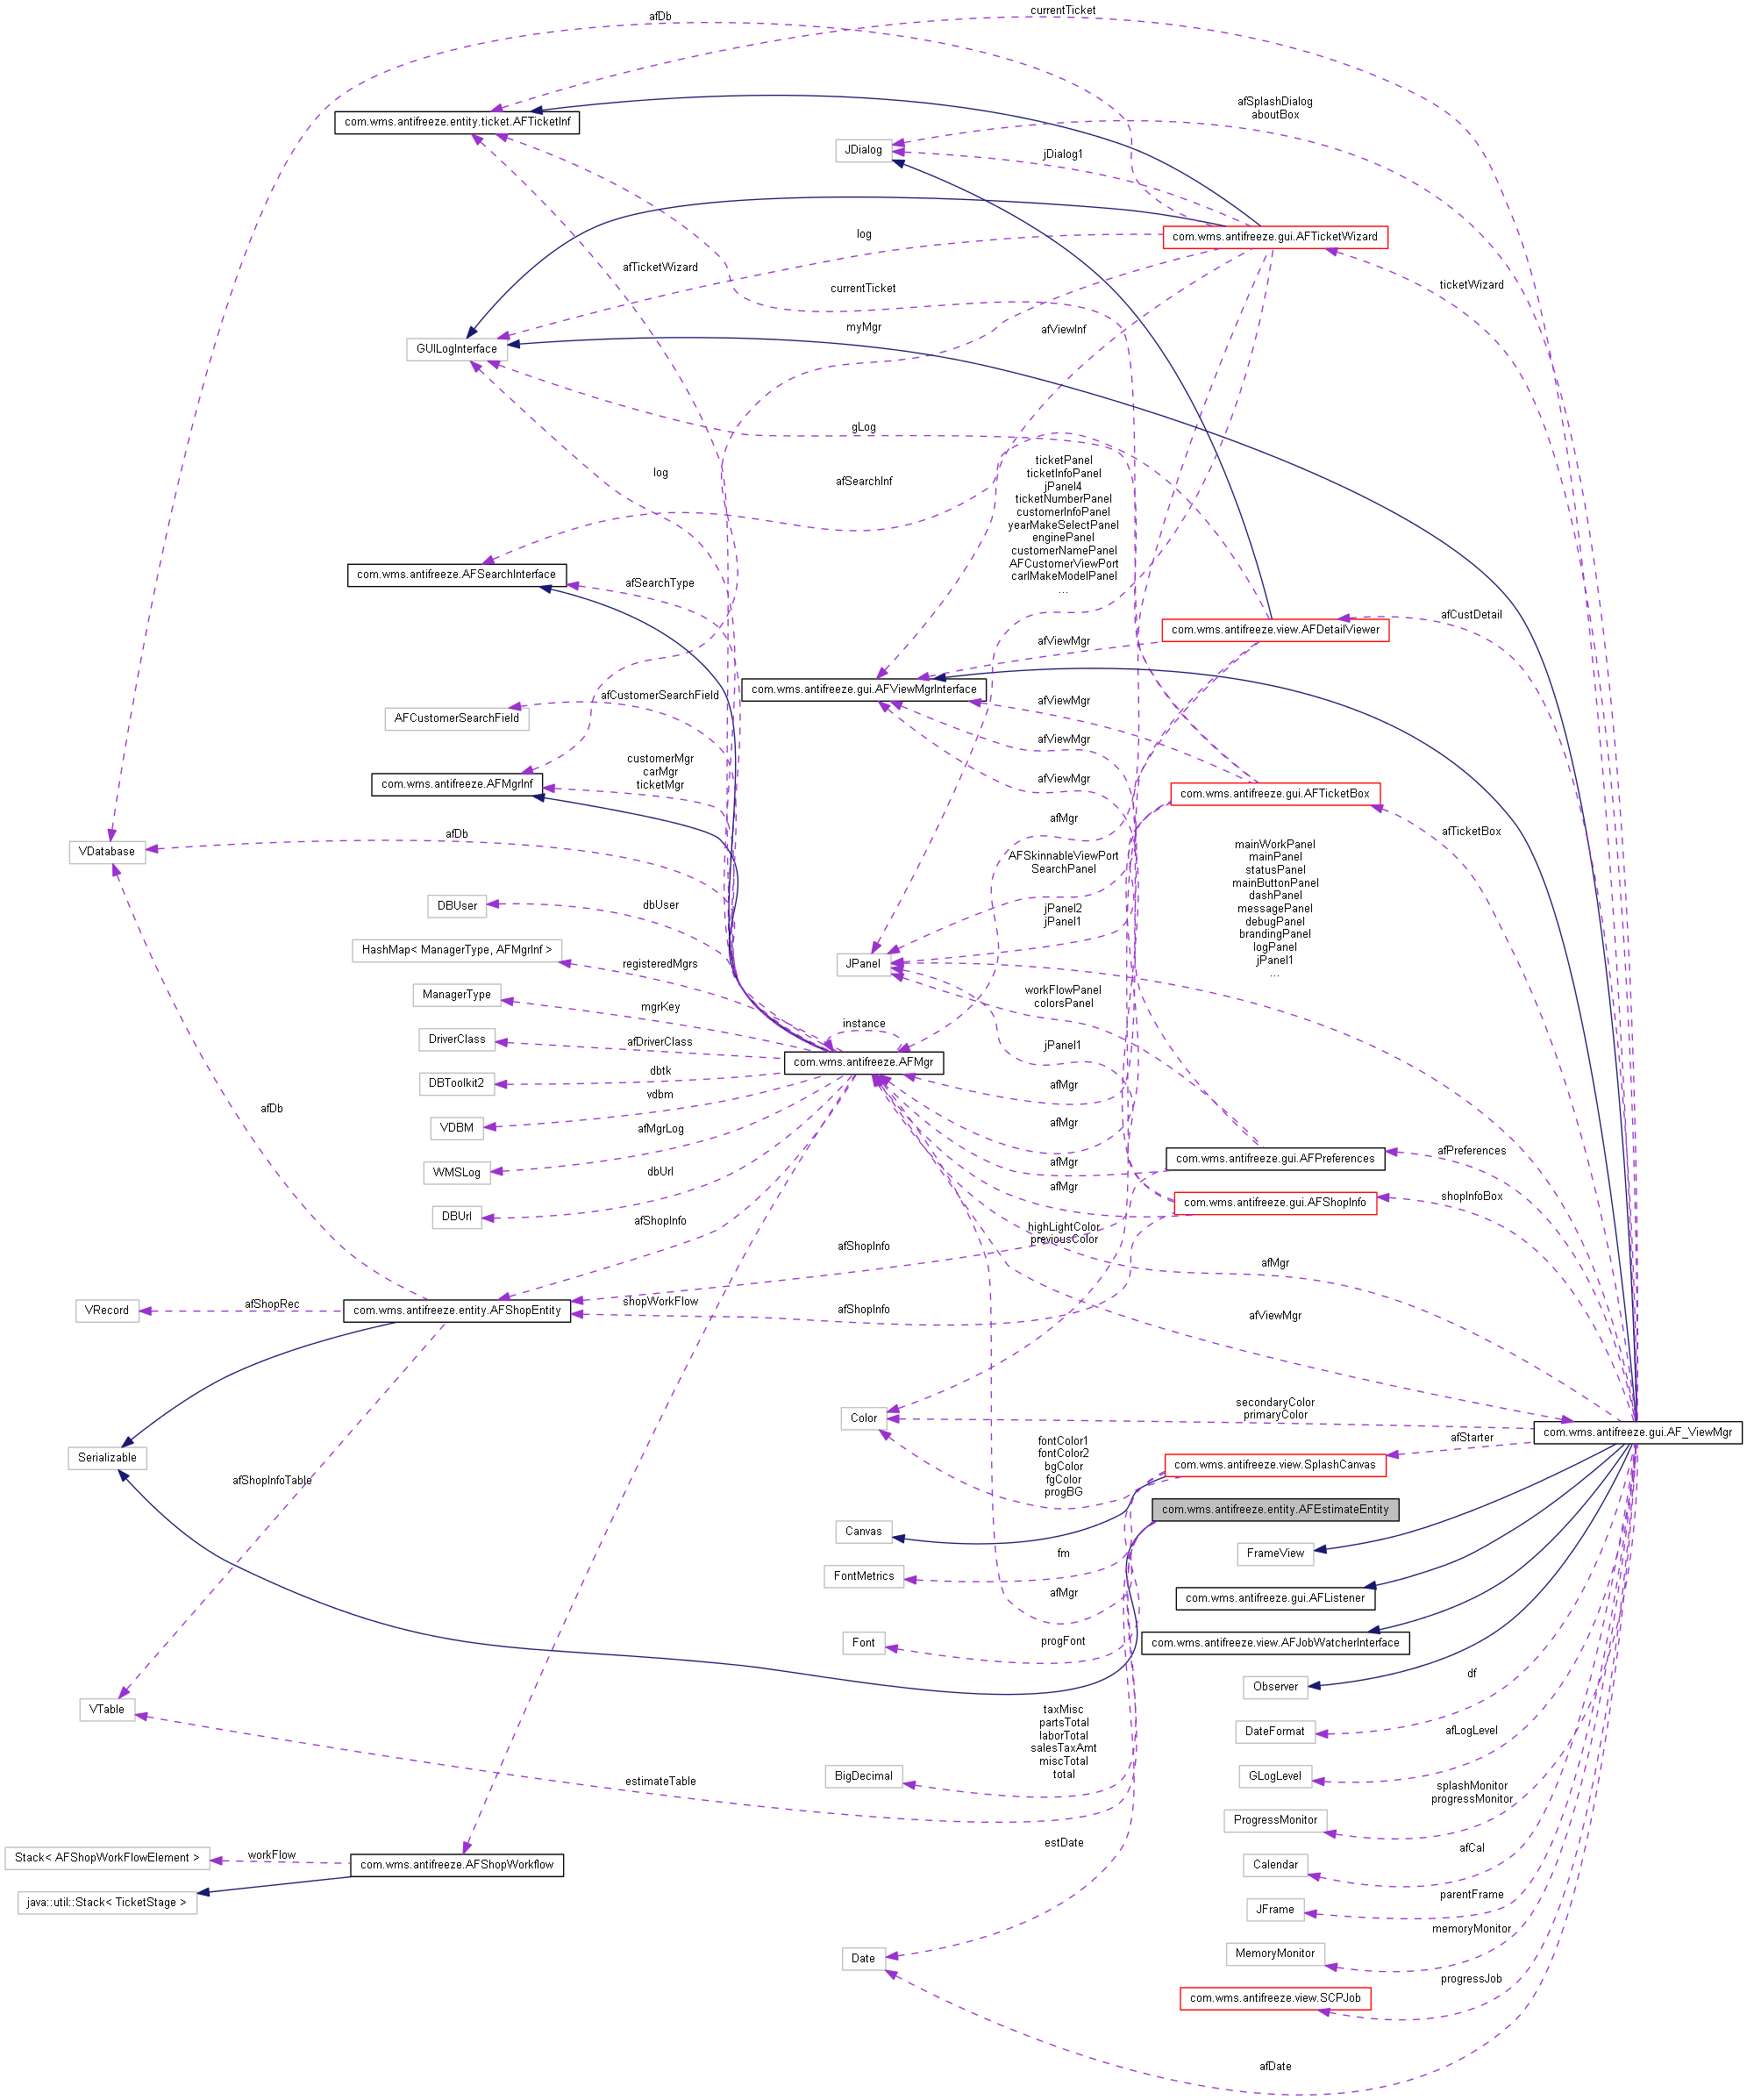 currentTicket
afDb
afSplashDialog
aboutBox
com.wms.antifreeze.entity.ticket.AFTicketInf
JDialog
jDialog1
com.wms.antifreeze.gui.AFTicketWizard
log
afTicketWizard
currentTicket
ticketWizard
myMgr
afViewInf
GUILogInterface
gLog
ticketPanel
ticketInfoPanel
jPanel4
ticketNumberPanel
customerInfoPanel
yearMakeSelectPanel
enginePanel
customerNamePanel
AFCustomerViewPort
carlMakeModelPanel
...
log
afSearchInf
com.wms.antifreeze.AFSearchInterface
afSearchType
afCustDetail
com.wms.antifreeze.view.AFDetailViewer
afViewMgr
com.wms.antifreeze.gui.AFViewMgrInterface
afCustomerSearchField
AFCustomerSearchField
afViewMgr
afViewMgr
customerMgr
carMgr
ticketMgr
com.wms.antifreeze.AFMgrInf
afViewMgr
com.wms.antifreeze.gui.AFTicketBox
afMgr
afTicketBox
afDb
VDatabase
AFSkinnableViewPort
SearchPanel
mainWorkPanel
mainPanel
statusPanel
mainButtonPanel
dashPanel
messagePanel
debugPanel
brandingPanel
logPanel
jPanel1
...
DBUser
dbUser
jPanel2
jPanel1
HashMap< ManagerType, AFMgrInf >
registeredMgrs
JPanel
ManagerType
mgrKey
workFlowPanel
colorsPanel
instance
DriverClass
afDriverClass
jPanel1
com.wms.antifreeze.AFMgr
DBToolkit2
dbtk
afMgr
vdbm
VDBM
afMgrLog
afMgr
WMSLog
dbUrl
afMgr
com.wms.antifreeze.gui.AFPreferences
afPreferences
afMgr
com.wms.antifreeze.gui.AFShopInfo
shopInfoBox
DBUrl
afDb
afShopInfo
highLightColor
previousColor
afShopInfo
afMgr
VRecord
afShopRec
com.wms.antifreeze.entity.AFShopEntity
shopWorkFlow
afShopInfo
afViewMgr
secondaryColor
primaryColor
Color
com.wms.antifreeze.gui.AF_ViewMgr
afStarter
fontColor1
fontColor2
bgColor
fgColor
progBG
Serializable
com.wms.antifreeze.view.SplashCanvas
afShopInfoTable
com.wms.antifreeze.entity.AFEstimateEntity
Canvas
fm
FrameView
FontMetrics
afMgr
com.wms.antifreeze.gui.AFListener
Font
progFont
com.wms.antifreeze.view.AFJobWatcherInterface
df
Observer
VTable
taxMisc
partsTotal
laborTotal
salesTaxAmt
miscTotal
total
DateFormat
afLogLevel
BigDecimal
estimateTable
GLogLevel
splashMonitor
progressMonitor
ProgressMonitor
estDate
afCal
Stack< AFShopWorkFlowElement >
workFlow
com.wms.antifreeze.AFShopWorkflow
Calendar
java::util::Stack< TicketStage >
parentFrame
JFrame
memoryMonitor
Date
MemoryMonitor
progressJob
com.wms.antifreeze.view.SCPJob
afDate